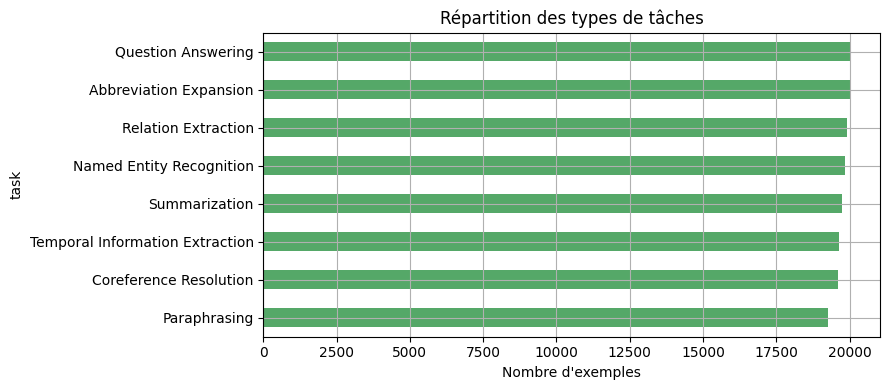 Répartition des types de tâches
task
Question Answering
Abbreviation Expansion
Relation Extraction
Named Entity Recognition
Summarization
Temporal Information Extraction
Coreference Resolution
Paraphrasing
0 2500 5000 7500 10000 12500 15000 17500 20000
Nombre d'exemples